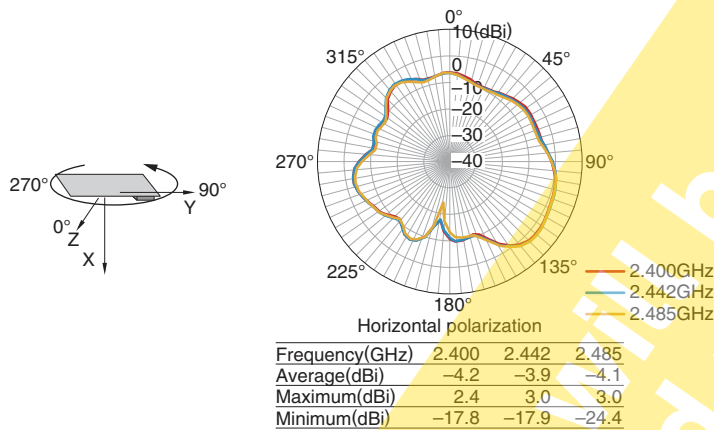 0°
10(dBi)
315°
45°
0
−10
−20
−30
−40
270°
90°
270°
90°
Y
0°
Z
X
225°
135°
180°
2.400GHz
2.442GHz
2.485GHz
Horizontal polarization
Frequency(GHz) 2.400 2.442 2.485
Average(dBi) −4.2 −3.9 −4.1
Maximum(dBi) 2.4 3.0 3.0
Minimum(dBi) −17.8 −17.9 −24.4
will b